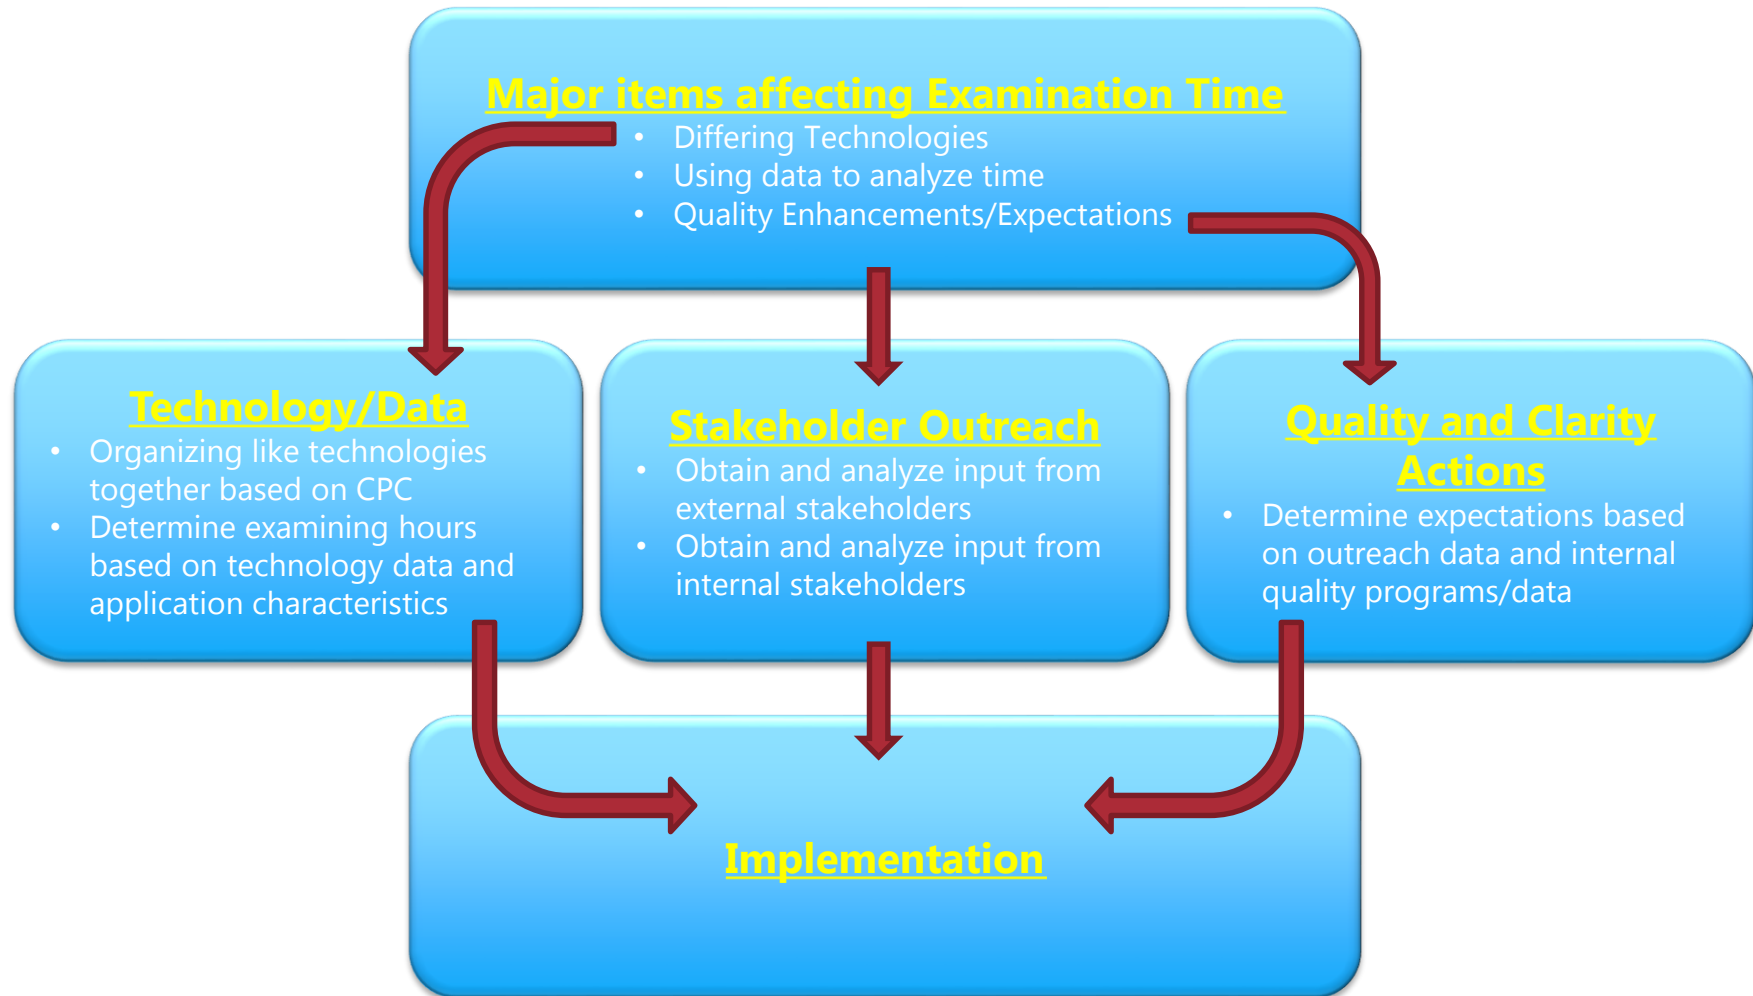 Major items affecting Examination Time
• Differing Technologies
• Using data to analyze time
• Quality Enhancements/Expectations
Technology/Data
• Organizing like technologies
together based on CPC
• Determine examining hours
based on technology data and
application characteristics
Stakeholder Outreach
• Obtain and analyze input from
external stakeholders
• Obtain and analyze input from
internal stakeholders
Quality and Clarity
Actions
• Determine expectations based
on outreach data and internal
quality programs/data
Implementation